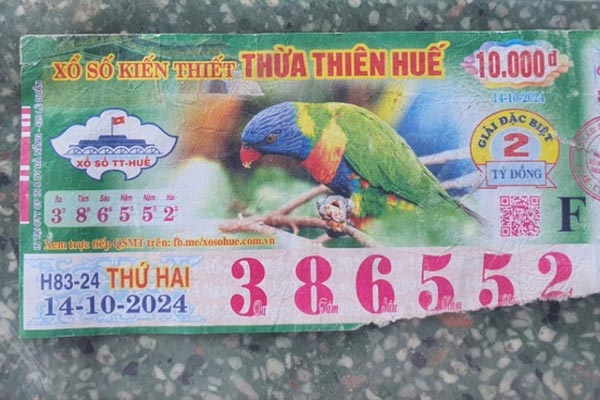 XỔ SỐ KIẾN THIẾT THỪA THIÊN HUẾ 10.000đ
14-10-2024
GIẢI ĐẶC BIỆT
2
TỶ ĐỒNG
XỔ SỐ TT-HUẾ
Ba Tám Sáu Năm Năm Hai
3 8 6 5 5 2
F
Xem trực tiếp QSMT trên: fb.me/xosohue.com.vn
H83-24 THỨ HAI
14-10-2024
3 8 6 5 5 2
Ba Tám